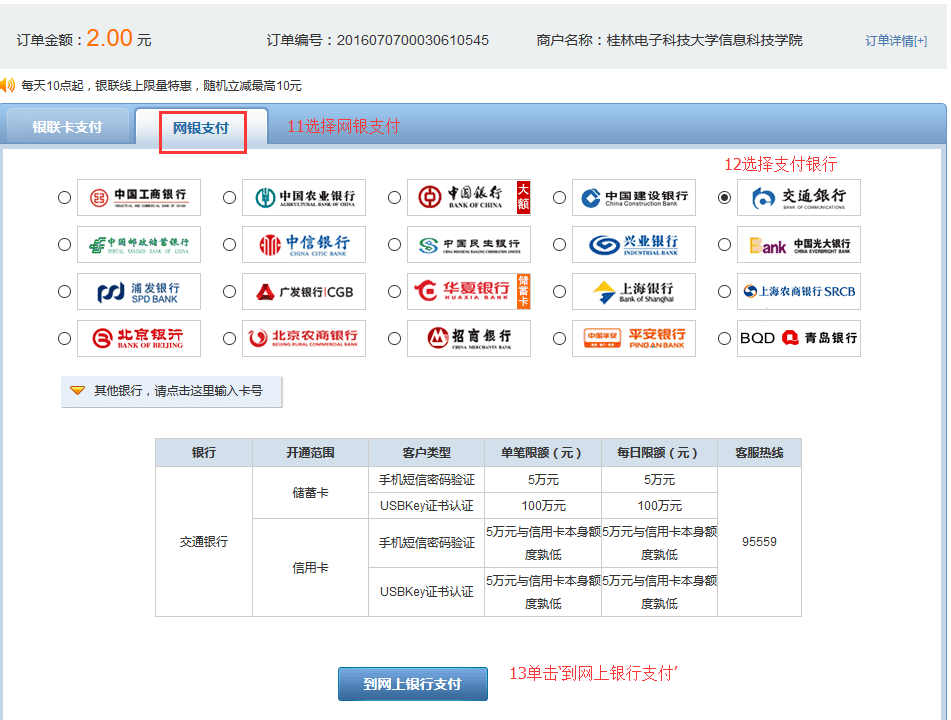 订单金额：2.00 元 订单编号：2016070700030610545 商户名称：桂林电子科技大学信息科技学院 订单详情[+]
每天10点起，银联线上限量特惠，随机立减最高10元
银联卡支付 网银支付 11选择网银支付
12选择支付银行
中国工商银行 INDUSTRIAL AND COMMERCIAL BANK OF CHINA 中国农业银行 AGRICULTURAL BANK OF CHINA 中国银行 BANK OF CHINA 大额 中国建设银行 China Construction Bank 交通银行 BANK OF COMMUNICATIONS
中国邮政储蓄银行 POSTAL SAVINGS BANK OF CHINA 中信银行 CHINA CITIC BANK 中国民生银行 CHINA MINSHENG BANKING CORPORATION LIMITED 兴业银行 INDUSTRIAL BANK Bank 中国光大银行 CHINA EVERBRIGHT BANK
浦发银行 SPD BANK 广发银行|CGB 华夏银行 HUAXIA BANK 储蓄卡 上海银行 Bank of Shanghai 上海农商银行 SRCB
北京银行 BANK OF BEIJING 北京农商银行 BEIJING RURAL COMMERCIAL BANK 招商银行 CHINA MERCHANTS BANK 中国平安 平安银行 PINGAN BANK BQD 青岛银行
其他银行，请点击这里输入卡号
银行 开通范围 客户类型 单笔限额（元） 每日限额（元） 客服热线
交通银行 储蓄卡 手机短信密码验证 5万元 5万元 95559
USBKey证书认证 100万元 100万元
信用卡 手机短信密码验证 5万元与信用卡本身额度孰低 5万元与信用卡本身额度孰低
USBKey证书认证 5万元与信用卡本身额度孰低 5万元与信用卡本身额度孰低
到网上银行支付 13单击‘到网上银行支付’